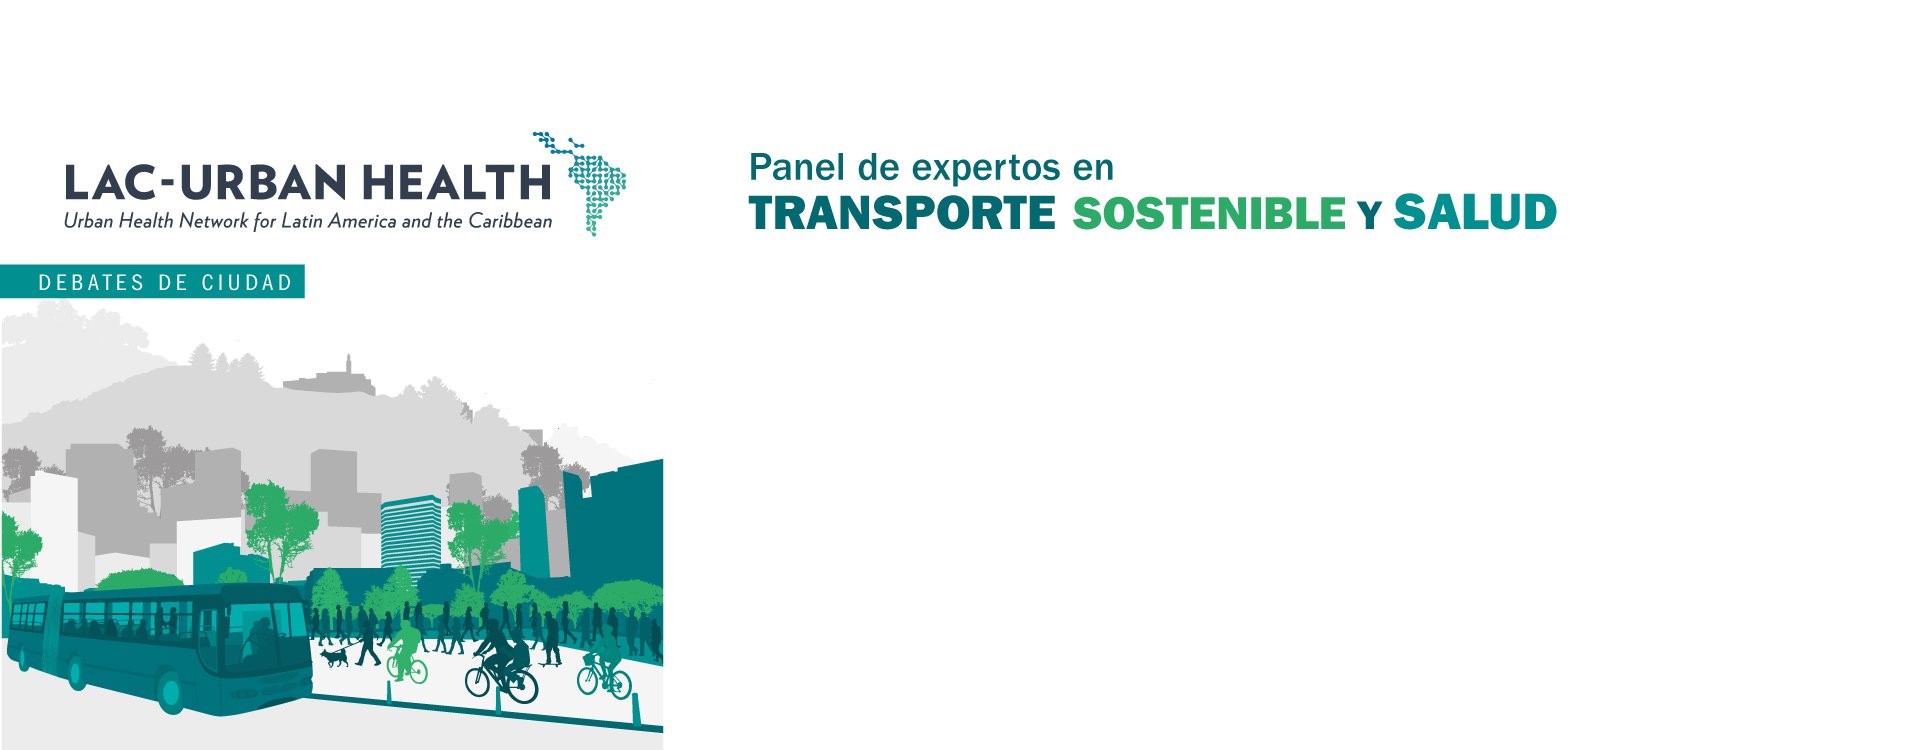 LAC-URBAN HEALTH
Urban Health Network for Latin America and the Caribbean
DEBATES DE CIUDAD
Panel de expertos en
TRANSPORTE SOSTENIBLE Y SALUD